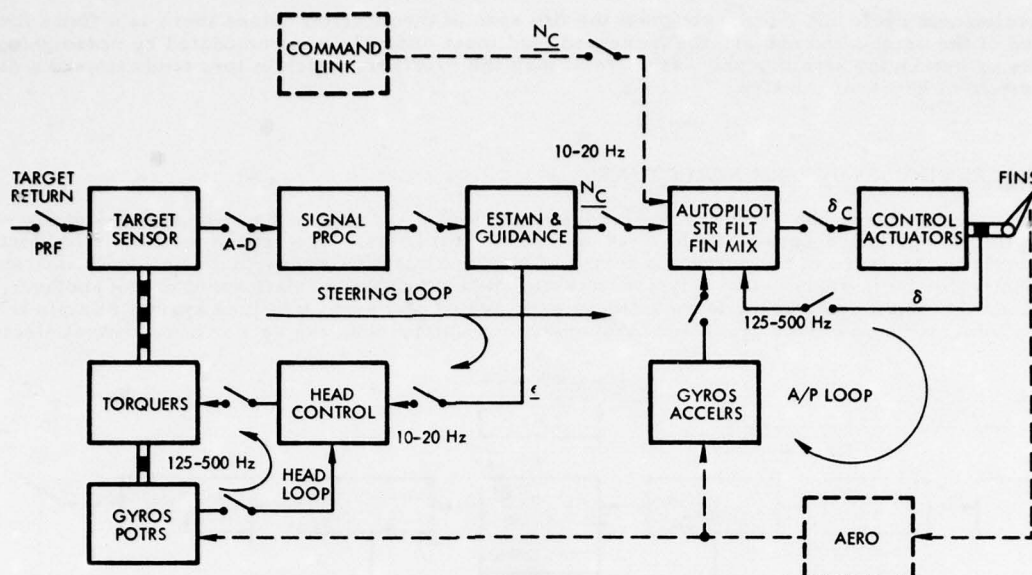 COMMAND
LINK
N_C
10-20 Hz
TARGET
RETURN
PRF
TARGET
SENSOR
A-D
SIGNAL
PROC
ESTMN &
GUIDANCE
N_C
AUTOPILOT
STR FILT
FIN MIX
δ_C
CONTROL
ACTUATORS
FINS
STEERING LOOP
δ
125-500 Hz
TORQUERS
HEAD
CONTROL
ϵ
10-20 Hz
GYROS
ACCELRS
A/P LOOP
125-500 Hz
HEAD
LOOP
GYROS
POTRS
AERO